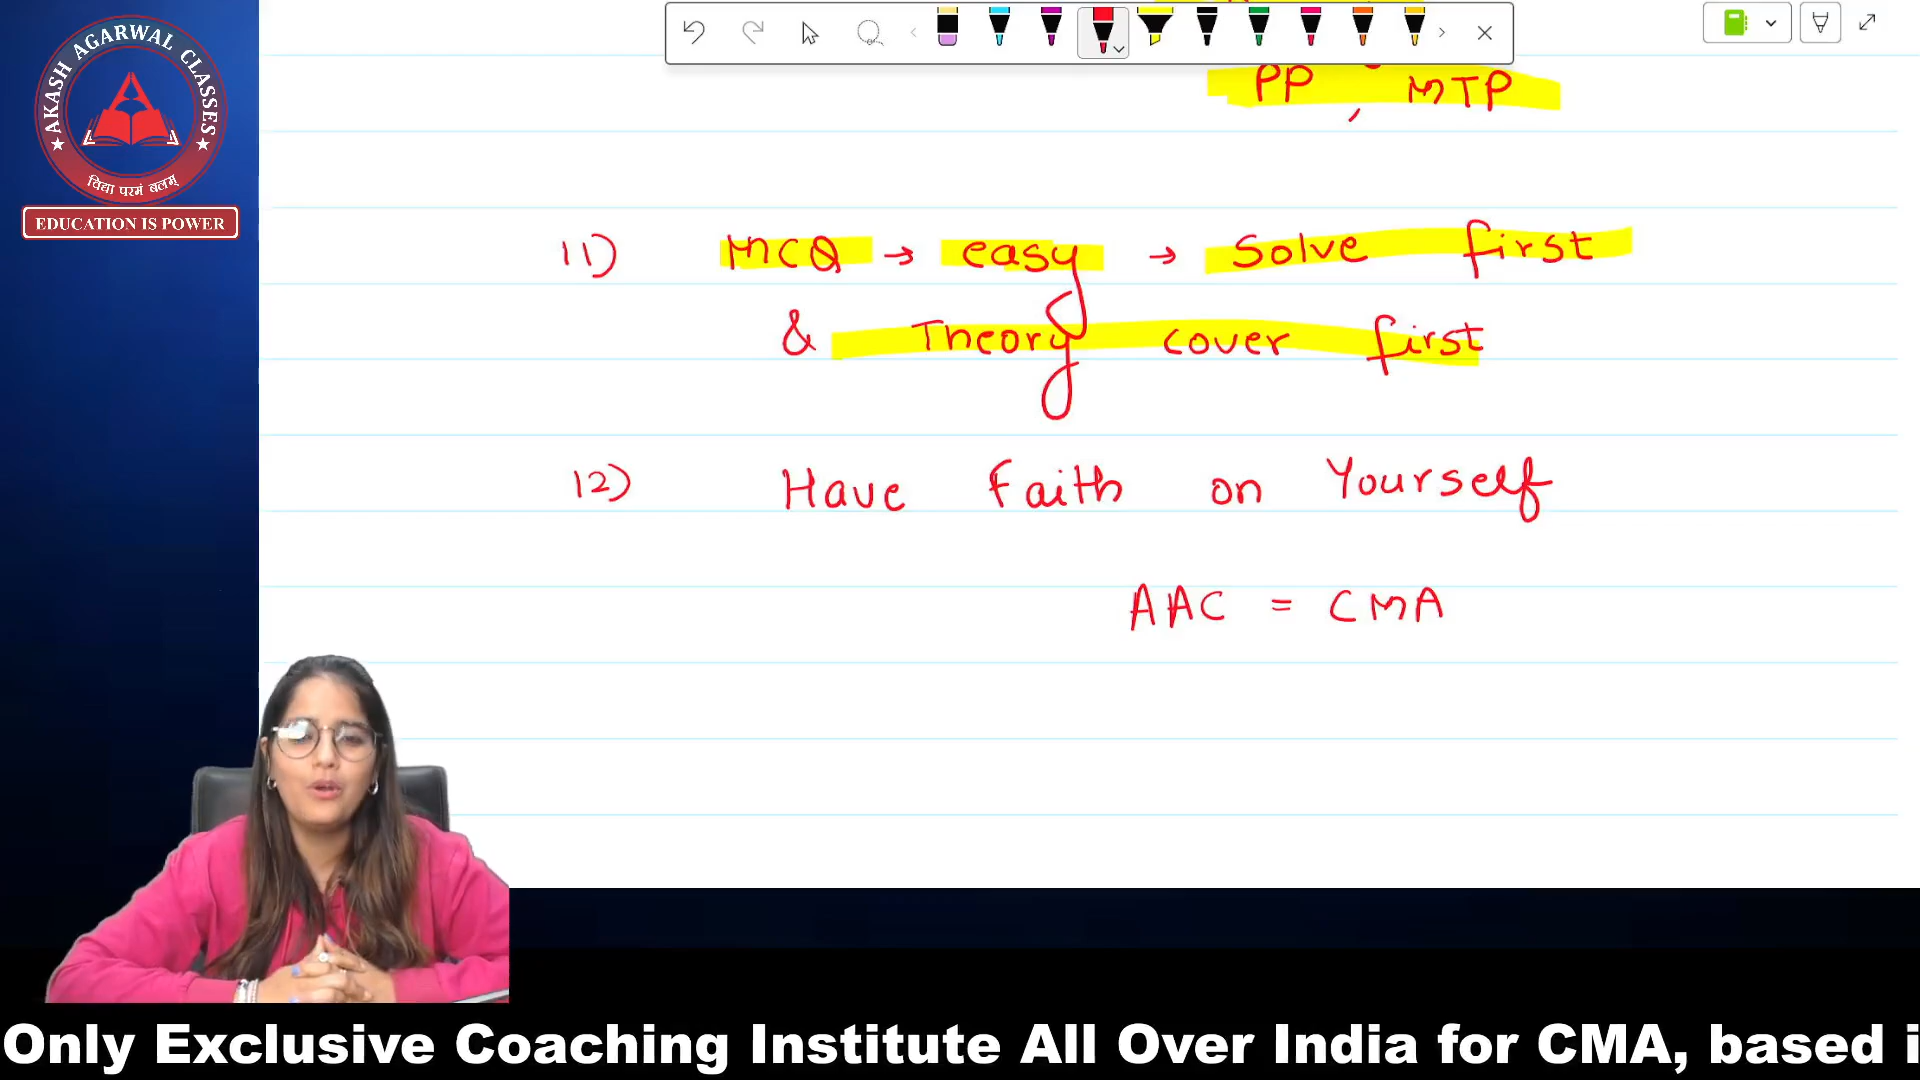 AKASH AGARWAL CLASSES
विद्या परमं बलम्
EDUCATION IS POWER
PP, MTP
11) MCQ → easy → Solve first
& Theory cover first
12) Have Faith on Yourself
AAC = CMA
Only Exclusive Coaching Institute All Over India for CMA, based i